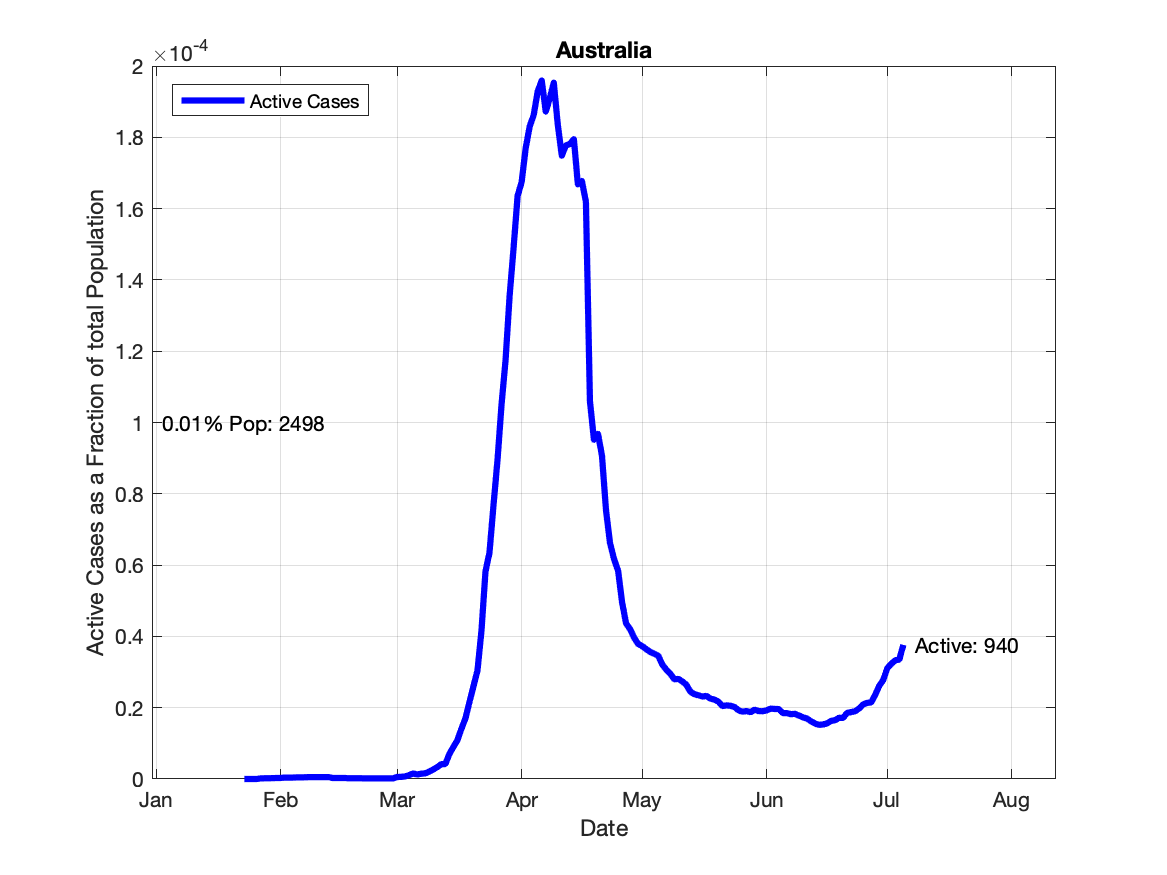 Australia
×10-4
Active Cases
2
1.8
1.6
1.4
1.2
1
0.8
0.6
0.4
0.2
0
Active Cases as a Fraction of total Population
0.01% Pop: 2498
Active: 940
Jan Feb Mar Apr May Jun Jul Aug
Date